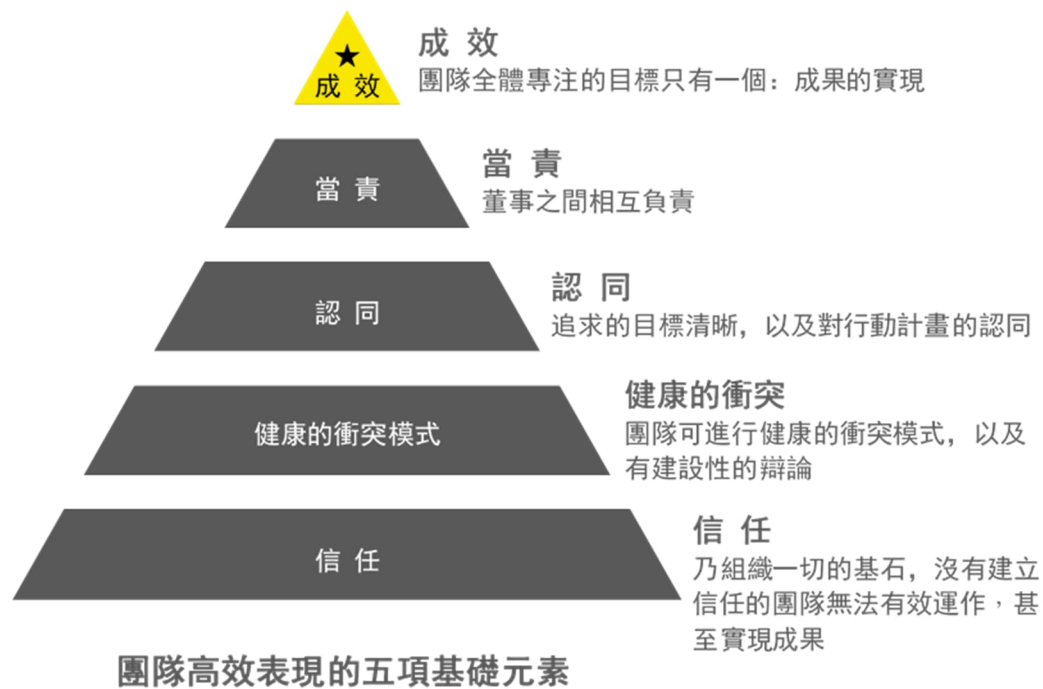 ★
成效
成效
團隊全體專注的目標只有一個：成果的實現
當責
當責
董事之間相互負責
認同
認同
追求的目標清晰，以及對行動計畫的認同
健康的衝突模式
健康的衝突
團隊可進行健康的衝突模式，以及
有建設性的辯論
信任
信任
乃組織一切的基石，沒有建立
信任的團隊無法有效運作，甚
至實現成果
團隊高效表現的五項基礎元素